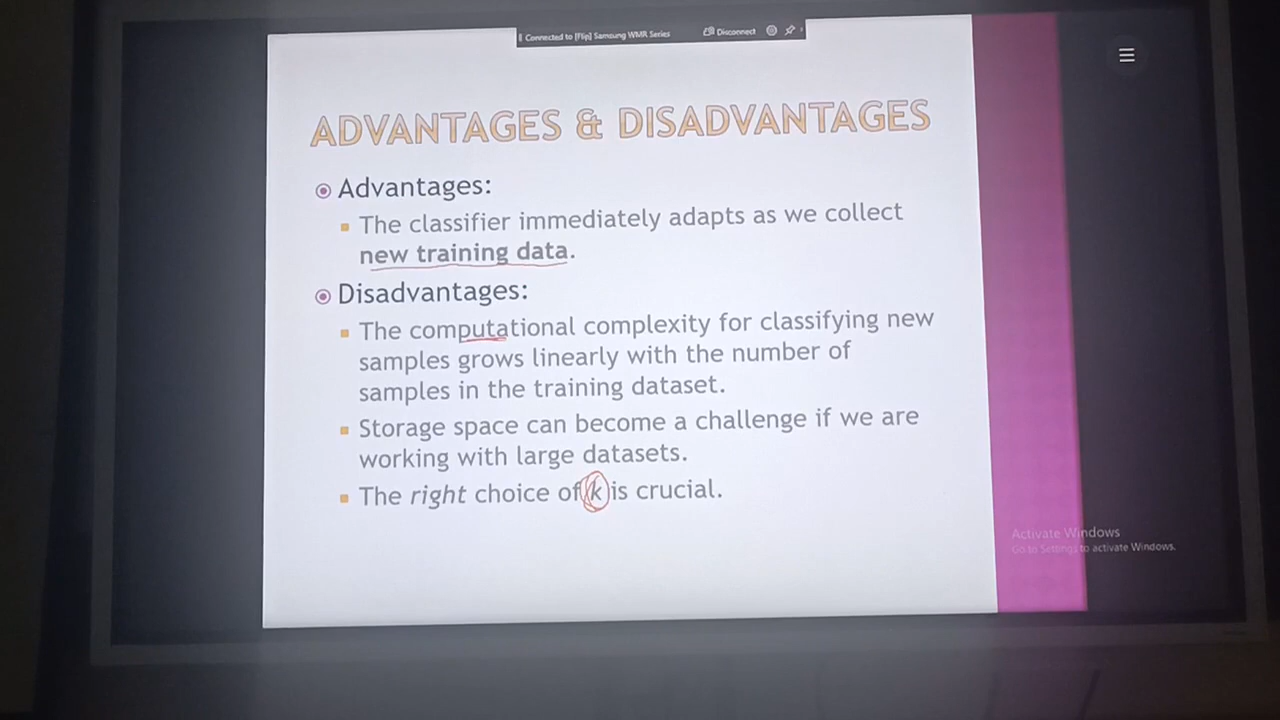 Connected to [Flip] Samsung WMR Series Disconnect
ADVANTAGES & DISADVANTAGES
Advantages:
The classifier immediately adapts as we collect
new training data.
Disadvantages:
The computational complexity for classifying new
samples grows linearly with the number of
samples in the training dataset.
Storage space can become a challenge if we are
working with large datasets.
The right choice of k is crucial.
Activate Windows
Go to Settings to activate Windows.